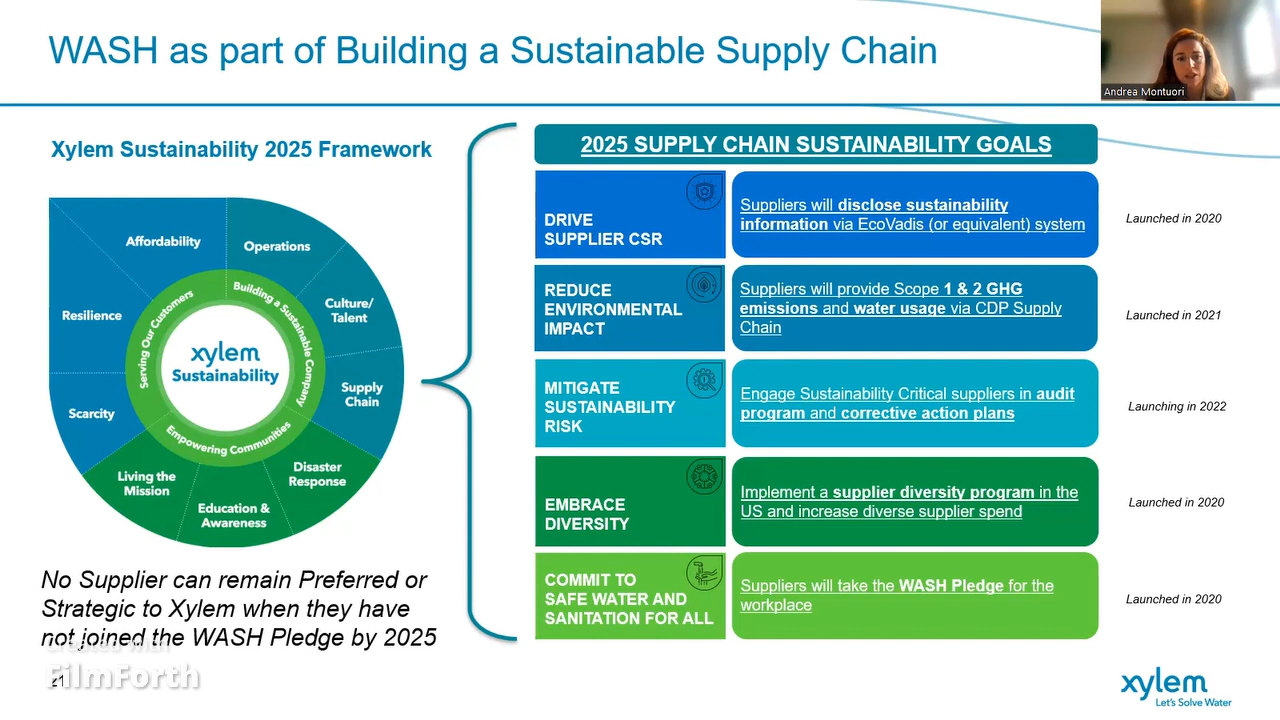 WASH as part of Building a Sustainable Supply Chain
Andrea Montuori
Xylem Sustainability 2025 Framework
Affordability
Operations
Resilience
Culture/
Talent
Serving Our Customers
Building a Sustainable Company
xylem
Sustainability
Scarcity
Supply
Chain
Empowering Communities
Living the
Mission
Disaster
Response
Education &
Awareness
No Supplier can remain Preferred or
Strategic to Xylem when they have
not joined the WASH Pledge by 2025
2025 SUPPLY CHAIN SUSTAINABILITY GOALS
DRIVE
SUPPLIER CSR
Suppliers will disclose sustainability
information via EcoVadis (or equivalent) system
Launched in 2020
REDUCE
ENVIRONMENTAL
IMPACT
Suppliers will provide Scope 1 & 2 GHG
emissions and water usage via CDP Supply
Chain
Launched in 2021
MITIGATE
SUSTAINABILITY
RISK
Engage Sustainability Critical suppliers in audit
program and corrective action plans
Launching in 2022
EMBRACE
DIVERSITY
Implement a supplier diversity program in the
US and increase diverse supplier spend
Launched in 2020
COMMIT TO
SAFE WATER AND
SANITATION FOR ALL
Suppliers will take the WASH Pledge for the
workplace
Launched in 2020
created with
FilmForth
21
xylem
Let's Solve Water